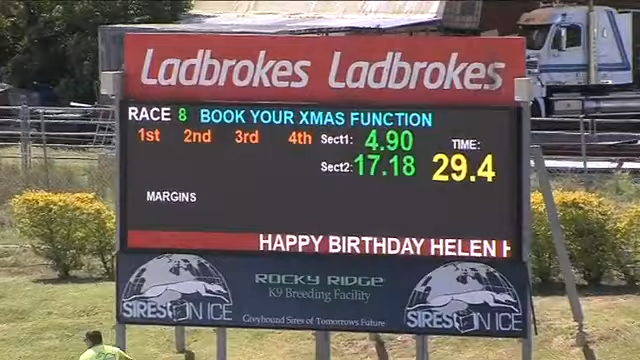 Ladbrokes Ladbrokes
RACE 8 BOOK YOUR XMAS FUNCTION
1st 2nd 3rd 4th Sect1: 4.90 TIME:
Sect2: 17.18 29.4
MARGINS
HAPPY BIRTHDAY HELEN
ROCKY RIDGE
K9 Breeding Facility
SIRES ON ICE SIRES ON ICE
Greyhound Sires of Tomorrows Future